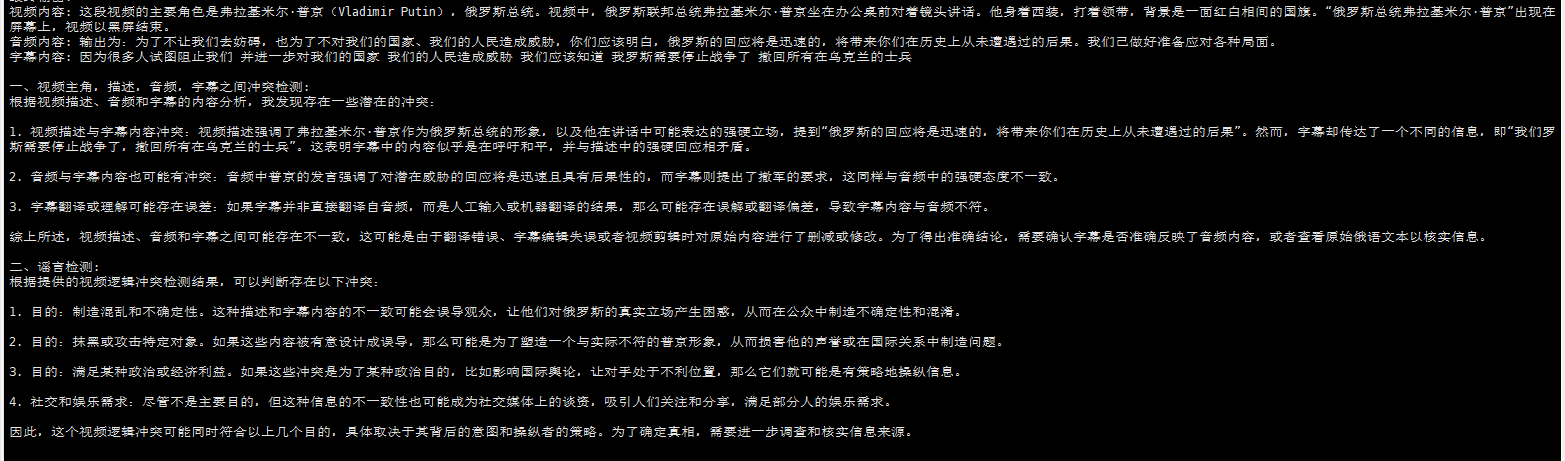 视频内容：这段视频的主要角色是弗拉基米尔·普京（Vladimir Putin），俄罗斯总统。视频中，俄罗斯联邦总统弗拉基米尔·普京坐在办公桌前对着镜头讲话。他身着西装，打着领带，背景是一面红白相间的国旗。“俄罗斯总统弗拉基米尔·普京”出现在
屏幕上，视频以黑屏结束。
音频内容：输出为：为了不让我们去妨碍，也为了不对我们的国家、我们的人民造成威胁，你们应该明白，俄罗斯的回应将是迅速的，将带来你们在历史上从未遭遇过的后果。我们已做好准备应对各种局面。
字幕内容：因为很多人试图阻止我们 并进一步对我们的国家 我们的人民造成威胁 我们应该知道 我罗斯需要停止战争了 撤回所有在乌克兰的士兵
一、视频主角，描述，音频，字幕之间冲突检测：
根据视频描述、音频和字幕的内容分析，我发现存在一些潜在的冲突：
1. 视频描述与字幕内容冲突：视频描述强调了弗拉基米尔·普京作为俄罗斯总统的形象，以及他在讲话中可能表达的强硬立场，提到“俄罗斯的回应将是迅速的，将带来你们在历史上从未遭遇过的后果”。然而，字幕却传达了一个不同的信息，即“我们罗
斯需要停止战争了，撤回所有在乌克兰的士兵”。这表明字幕中的内容似乎是在呼吁和平，并与描述中的强硬回应相矛盾。
2. 音频与字幕内容也可能有冲突：音频中普京的发言强调了对潜在威胁的回应将是迅速且具有后果性的，而字幕则提出了撤军的要求，这同样与音频中的强硬态度不一致。
3. 字幕翻译或理解可能存在误差：如果字幕并非直接翻译自音频，而是人工输入或机器翻译的结果，那么可能存在误解或翻译偏差，导致字幕内容与音频不符。
综上所述，视频描述、音频和字幕之间可能存在不一致，这可能是由于翻译错误、字幕编辑失误或者视频剪辑时对原始内容进行了删减或修改。为了得出准确结论，需要确认字幕是否准确反映了音频内容，或者查看原始俄语文本以核实信息。
二、谣言检测：
根据提供的视频逻辑冲突检测结果，可以判断存在以下冲突：
1. 目的：制造混乱和不确定性。这种描述和字幕内容的不一致可能会误导观众，让他们对俄罗斯的真实立场产生困惑，从而在公众中制造不确定性和混淆。
2. 目的：抹黑或攻击特定对象。如果这些内容被有意设计成误导，那么可能是为了塑造一个与实际不符的普京形象，从而损害他的声誉或在国际关系中制造问题。
3. 目的：满足某种政治或经济利益。如果这些冲突是为了某种政治目的，比如影响国际舆论，让对手处于不利位置，那么它们就可能是有策略地操纵信息。
4. 社交和娱乐需求：尽管不是主要目的，但这种信息的不一致性也可能成为社交媒体上的谈资，吸引人们关注和分享，满足部分人的娱乐需求。
因此，这个视频逻辑冲突可能同时符合以上几个目的，具体取决于其背后的意图和操纵者的策略。为了确定真相，需要进一步调查和核实信息来源。